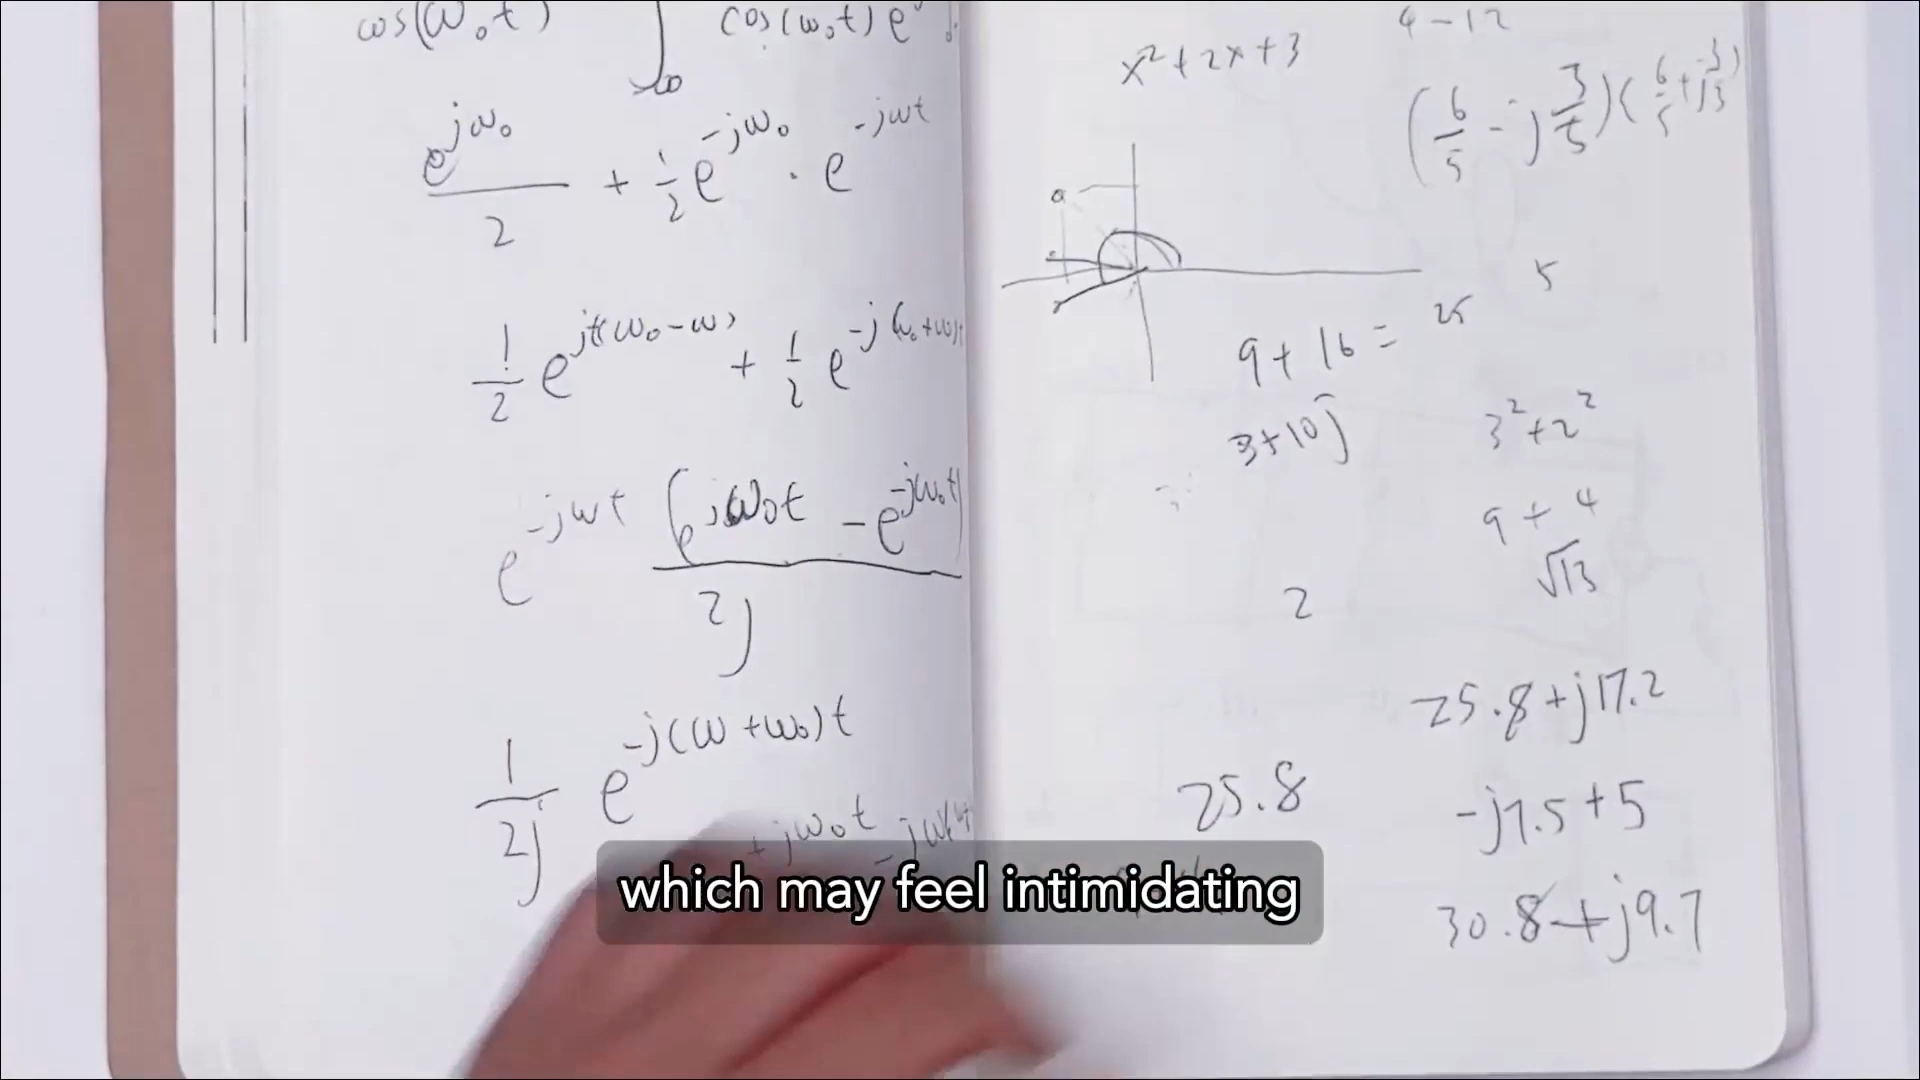 cos(ω₀t) ∫ cos(ω₀t) e
∞
e^{jω₀}/2 + 1/2 e^{-jω₀} · e^{-jωt}
1/2 e^{jt(ω₀-ω)} + 1/2 e^{-j(ω₀+ω)t}
e^{-jωt} (e^{jω₀t} - e^{-jω₀t})/2j
1/2j e^{-j(ω+ω₀)t}
+jω₀t -jω
4-12
x²+2x+3
(6/5 - j 3/5)(6/5 +
5
9+16= 25
3+10j
3²+2²
9+4
√13
2
25.8+j17.2
25.8
-j7.5+5
30.8+j9.7
which may feel intimidating